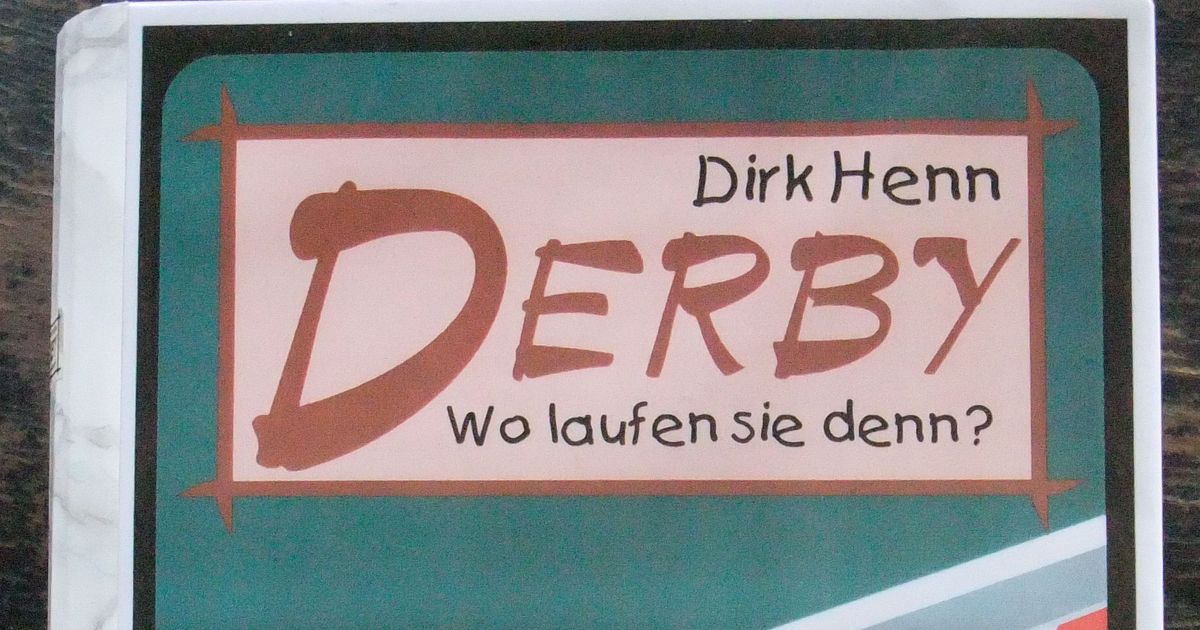 Dirk Henn
DERBY
Wo laufen sie denn?